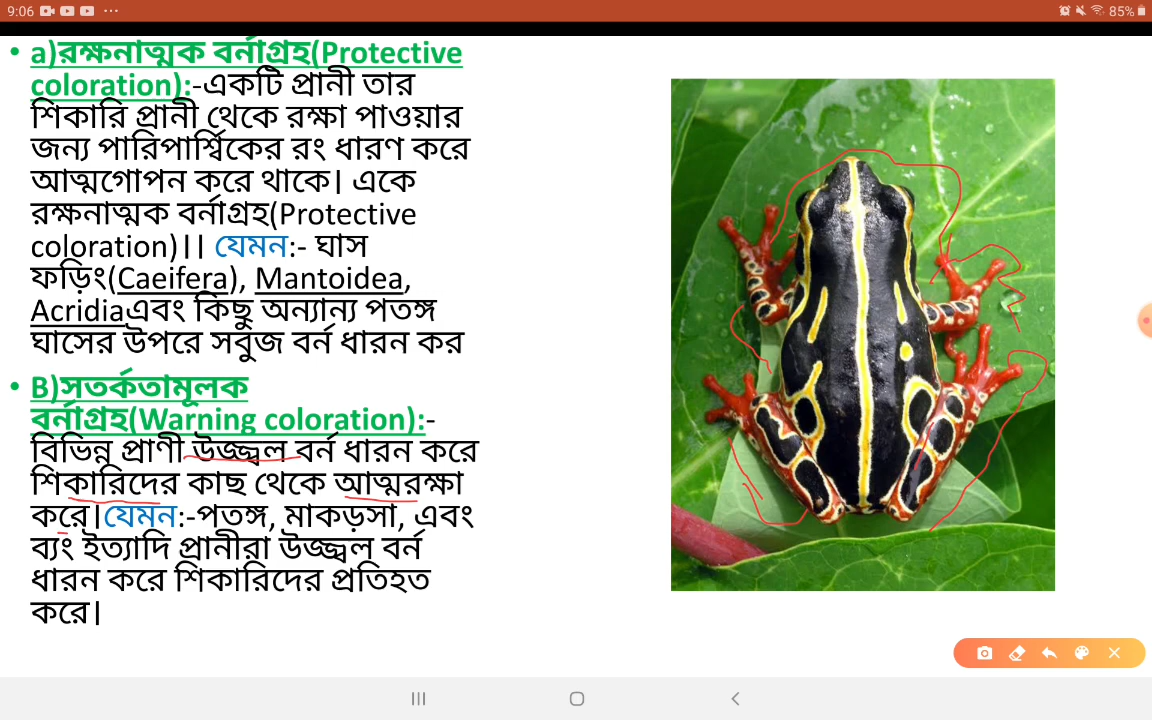 9:06
85%
• a)রক্ষনাত্মক বর্নাগ্রহ(Protective
coloration):-একটি প্রানী তার
শিকারি প্রানী থেকে রক্ষা পাওয়ার
জন্য পারিপার্শ্বিকের রং ধারণ করে
আত্মগোপন করে থাকে। একে
রক্ষনাত্মক বর্নাগ্রহ(Protective
coloration)।। যেমন:- ঘাস
ফড়িং(Caeifera), Mantoidea,
Acridiaএবং কিছু অন্যান্য পতঙ্গ
ঘাসের উপরে সবুজ বর্ন ধারন কর
• B)সতর্কতামূলক
বর্নাগ্রহ(Warning coloration):-
বিভিন্ন প্রাণী উজ্জ্বল বর্ন ধারন করে
শিকারিদের কাছ থেকে আত্মরক্ষা
করে।যেমন:-পতঙ্গ, মাকড়সা, এবং
ব্যং ইত্যাদি প্রানীরা উজ্জ্বল বর্ন
ধারন করে শিকারিদের প্রতিহত
করে।